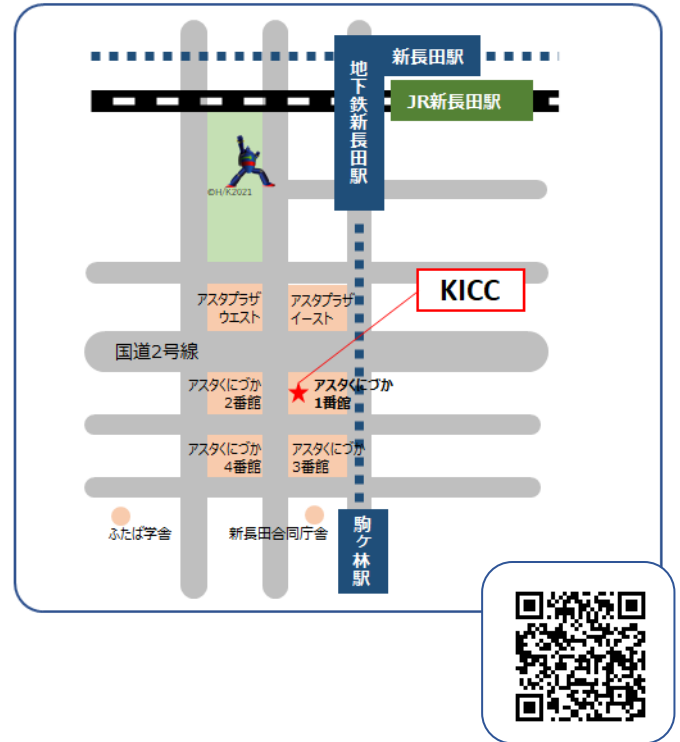 新長田駅
地下鉄新長田駅
JR新長田駅
©H/K2021
KICC
アスタプラザ
ウエスト
アスタプラザ
イースト
国道2号線
アスタくにづか
2番館
アスタくにづか
1番館
アスタくにづか
4番館
アスタくにづか
3番館
ふたば学舎
新長田合同庁舎
駒ヶ林駅